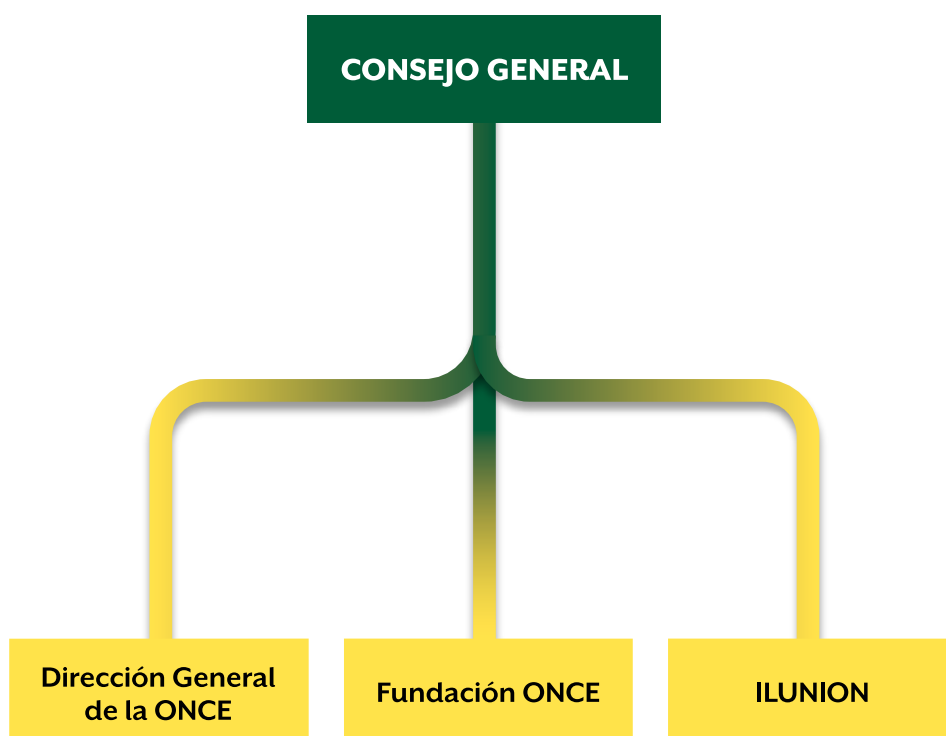 CONSEJO GENERAL
Dirección General
de la ONCE
Fundación ONCE
ILUNION